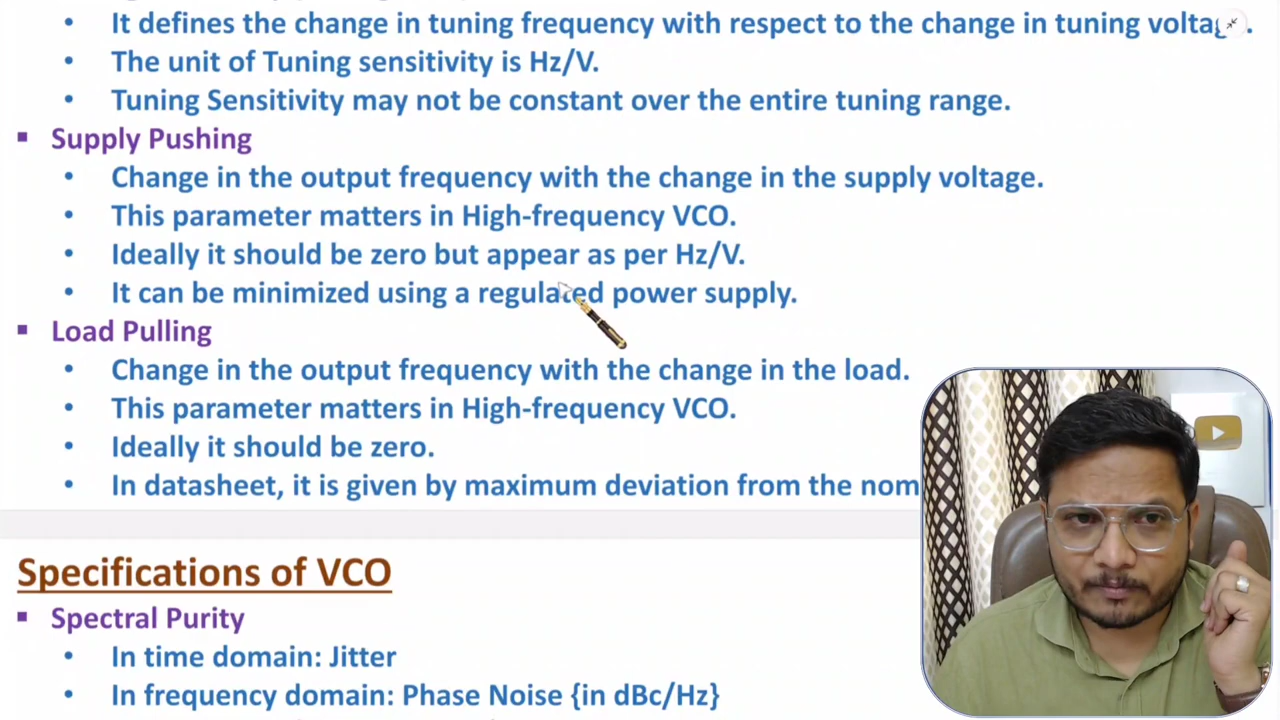 • It defines the change in tuning frequency with respect to the change in tuning voltage.
• The unit of Tuning sensitivity is Hz/V.
• Tuning Sensitivity may not be constant over the entire tuning range.
▪ Supply Pushing
• Change in the output frequency with the change in the supply voltage.
• This parameter matters in High-frequency VCO.
• Ideally it should be zero but appear as per Hz/V.
• It can be minimized using a regulated power supply.
▪ Load Pulling
• Change in the output frequency with the change in the load.
• This parameter matters in High-frequency VCO.
• Ideally it should be zero.
• In datasheet, it is given by maximum deviation from the nom
Specifications of VCO
▪ Spectral Purity
• In time domain: Jitter
• In frequency domain: Phase Noise {in dBc/Hz}